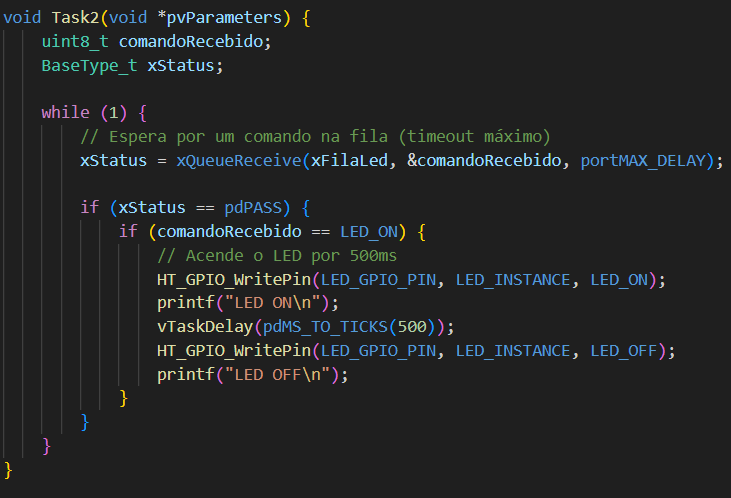 void Task2(void *pvParameters) {
    uint8_t comandoRecebido;
    BaseType_t xStatus;

    while (1) {
        // Espera por um comando na fila (timeout máximo)
        xStatus = xQueueReceive(xFilaLed, &comandoRecebido, portMAX_DELAY);

        if (xStatus == pdPASS) {
            if (comandoRecebido == LED_ON) {
                // Acende o LED por 500ms
                HT_GPIO_WritePin(LED_GPIO_PIN, LED_INSTANCE, LED_ON);
                printf("LED ON\n");
                vTaskDelay(pdMS_TO_TICKS(500));
                HT_GPIO_WritePin(LED_GPIO_PIN, LED_INSTANCE, LED_OFF);
                printf("LED OFF\n");
            }
        }
    }
}